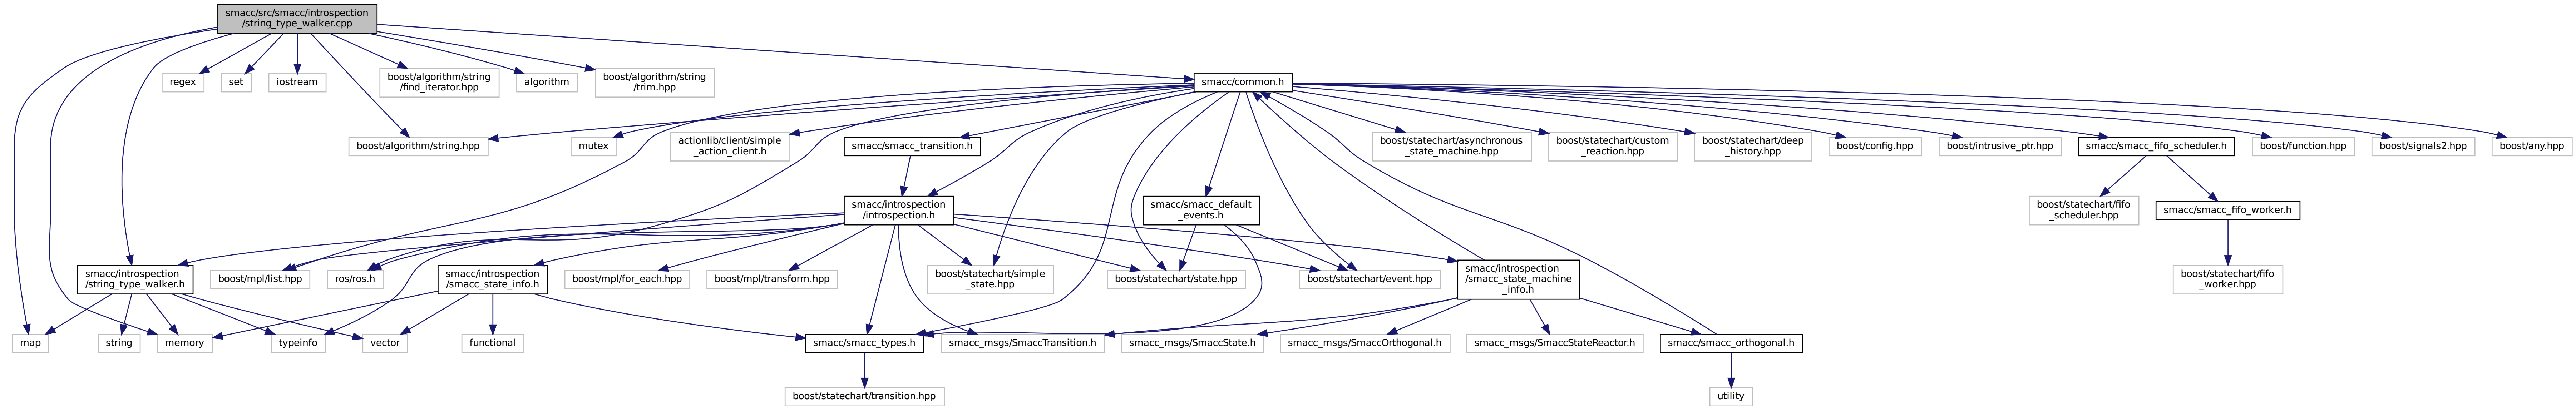 smacc/src/smacc/introspection
/string_type_walker.cpp
regex
set
iostream
boost/algorithm/string
/find_iterator.hpp
algorithm
boost/algorithm/string
/trim.hpp
smacc/common.h
boost/algorithm/string.hpp
mutex
actionlib/client/simple
_action_client.h
smacc/smacc_transition.h
boost/statechart/asynchronous
_state_machine.hpp
boost/statechart/custom
_reaction.hpp
boost/statechart/deep
_history.hpp
boost/config.hpp
boost/intrusive_ptr.hpp
smacc/smacc_fifo_scheduler.h
boost/function.hpp
boost/signals2.hpp
boost/any.hpp
smacc/introspection
/introspection.h
smacc/smacc_default
_events.h
boost/statechart/fifo
_scheduler.hpp
smacc/smacc_fifo_worker.h
smacc/introspection
/string_type_walker.h
boost/mpl/list.hpp
ros/ros.h
smacc/introspection
/smacc_state_info.h
boost/mpl/for_each.hpp
boost/mpl/transform.hpp
boost/statechart/simple
_state.hpp
boost/statechart/state.hpp
boost/statechart/event.hpp
smacc/introspection
/smacc_state_machine
_info.h
boost/statechart/fifo
_worker.hpp
map
string
memory
typeinfo
vector
functional
smacc/smacc_types.h
smacc_msgs/SmaccTransition.h
smacc_msgs/SmaccState.h
smacc_msgs/SmaccOrthogonal.h
smacc_msgs/SmaccStateReactor.h
smacc/smacc_orthogonal.h
boost/statechart/transition.hpp
utility